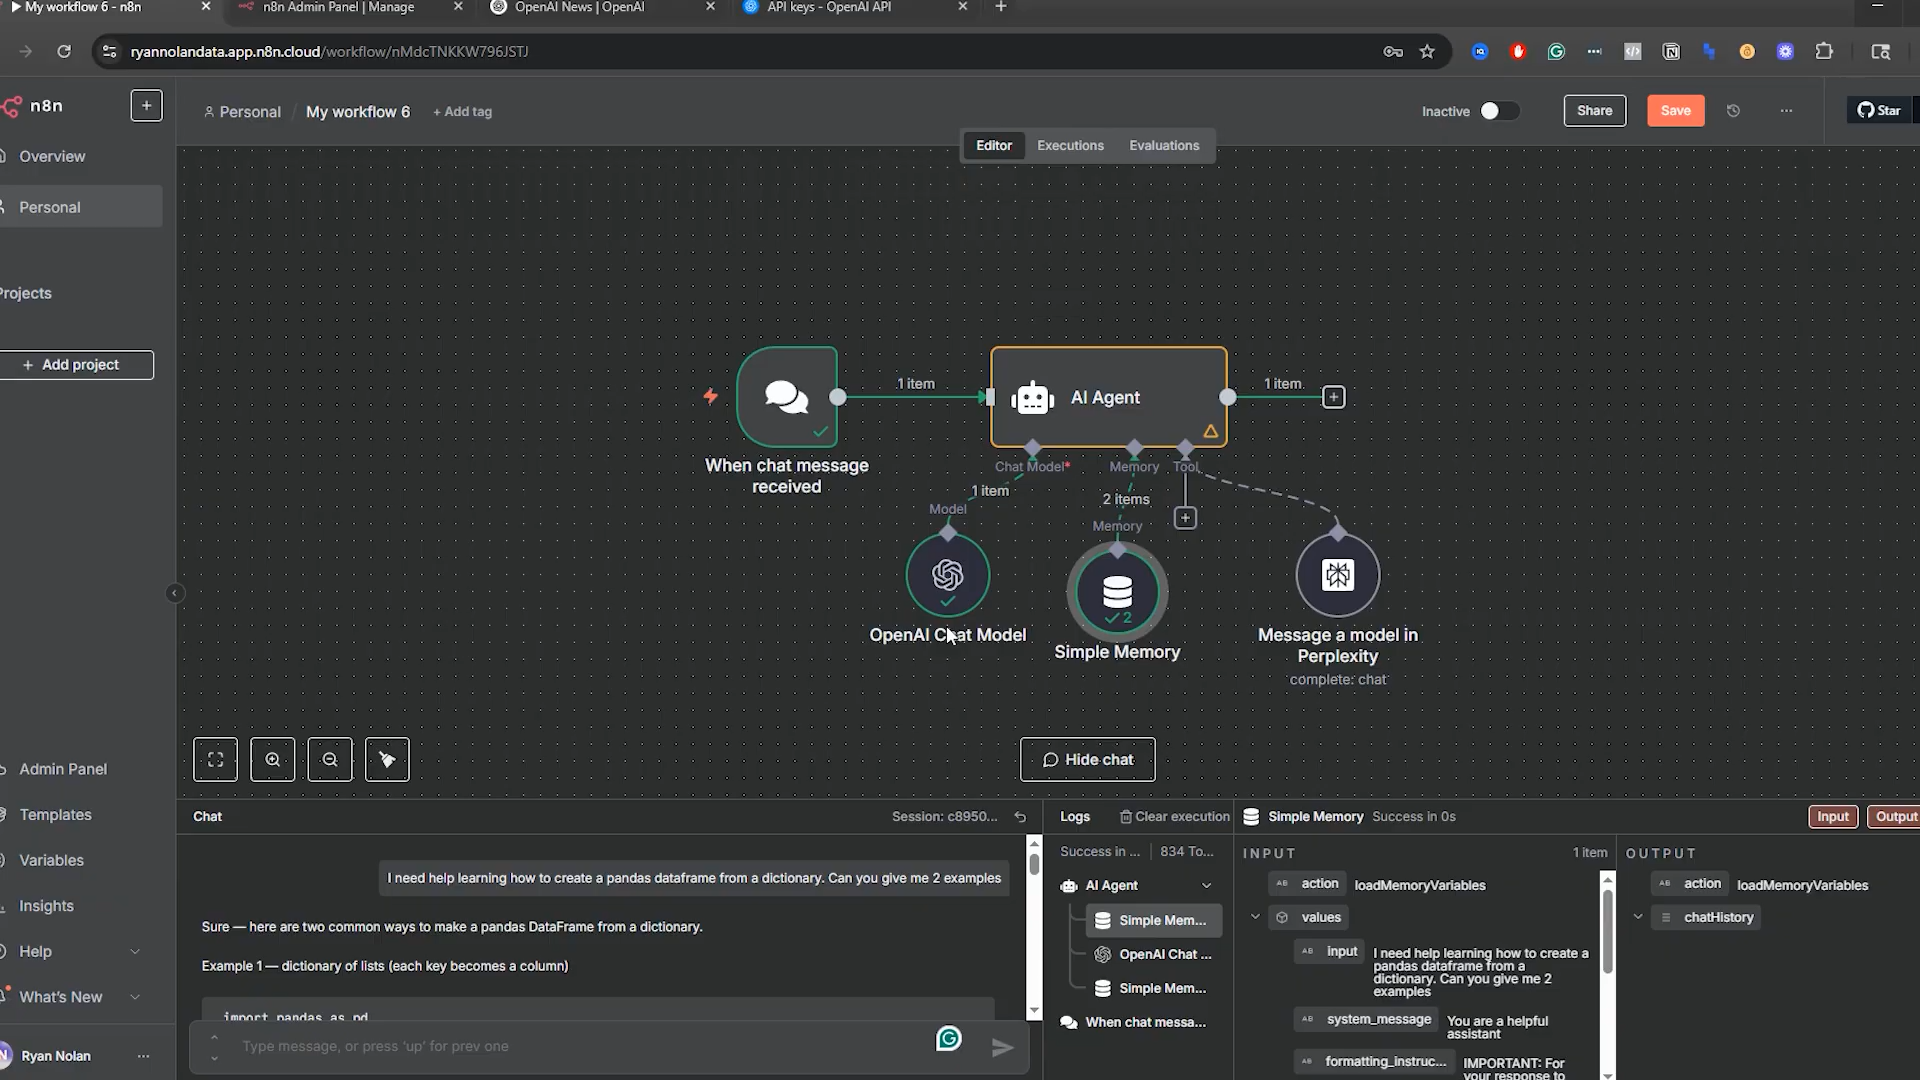 My workflow 6 - n8n
n8n Admin Panel | Manage
OpenAI News | OpenAI
API keys - OpenAI API
ryannolandata.app.n8n.cloud/workflow/nMdcTNKKW796JSTJ
n8n
Personal / My workflow 6 + Add tag
Inactive
Share
Save
Star
Overview
Personal
Projects
+ Add project
Admin Panel
Templates
Variables
Insights
Help
What's New
Ryan Nolan
Editor
Executions
Evaluations
1 item
AI Agent
1 item
When chat message
received
Chat Model*
Memory
Tool
1 item
2 items
Model
Memory
2
OpenAI Chat Model
Simple Memory
Message a model in
Perplexity
complete: chat
Hide chat
Chat
Session: c8950...
I need help learning how to create a pandas dataframe from a dictionary. Can you give me 2 examples
Sure — here are two common ways to make a pandas DataFrame from a dictionary.
Example 1 — dictionary of lists (each key becomes a column)
import pandas as pd
Type message, or press 'up' for prev one
Logs
Clear execution
Success in ... | 834 To...
AI Agent
Simple Mem...
OpenAI Chat ...
Simple Mem...
When chat messa...
Simple Memory Success in 0s
Input
Output
INPUT
1 item
action loadMemoryVariables
values
input I need help learning how to create a
pandas dataframe from a
dictionary. Can you give me 2
examples
system_message You are a helpful
assistant
formatting_instruc... IMPORTANT: For
your response to
OUTPUT
action loadMemoryVariables
chatHistory